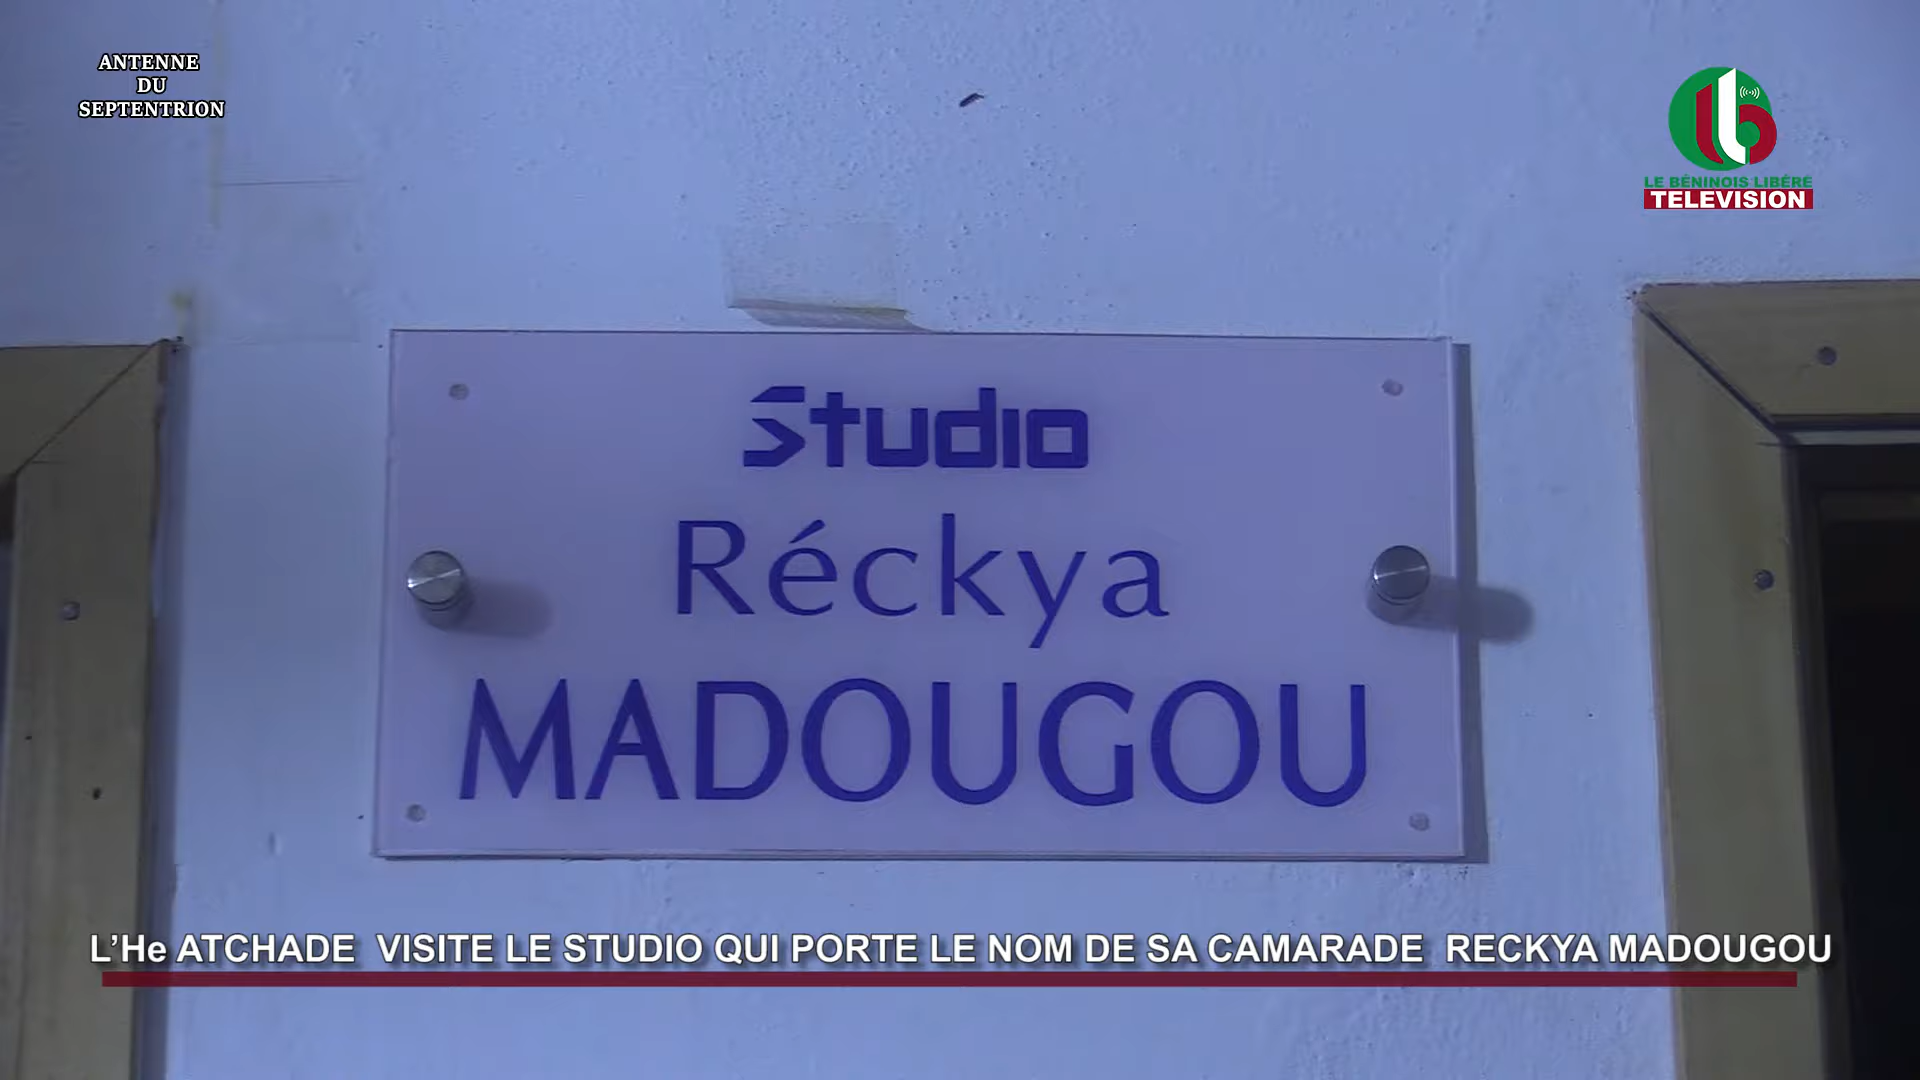 ANTENNE
DU
SEPTENTRION
LE BÉNINOIS LIBÉRÉ
TELEVISION
Studio
Réckya
MADOUGOU
L'He ATCHADE VISITE LE STUDIO QUI PORTE LE NOM DE SA CAMARADE RECKYA MADOUGOU